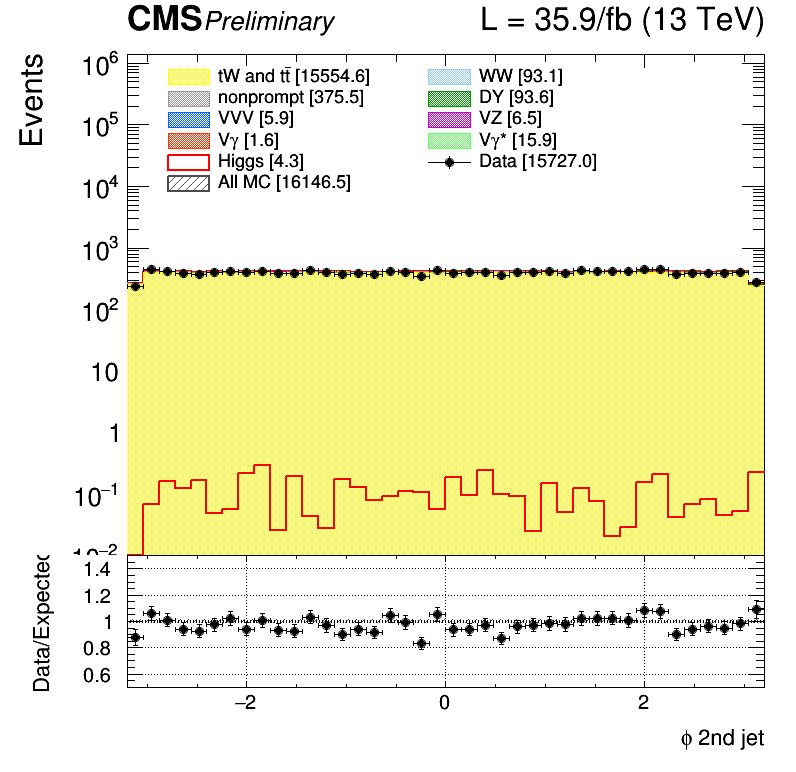 CMS Preliminary L = 35.9/fb (13 TeV)
Events
10⁶
10⁵
10⁴
10³
10²
10
1
10⁻¹
10⁻²
tW and tt̄ [15554.6]
nonprompt [375.5]
VVV [5.9]
Vγ [1.6]
Higgs [4.3]
All MC [16146.5]
WW [93.1]
DY [93.6]
VZ [6.5]
Vγ* [15.9]
Data [15727.0]
Data/Expected
1.4
1.2
1
0.8
0.6
−2 0 2
ϕ 2nd jet